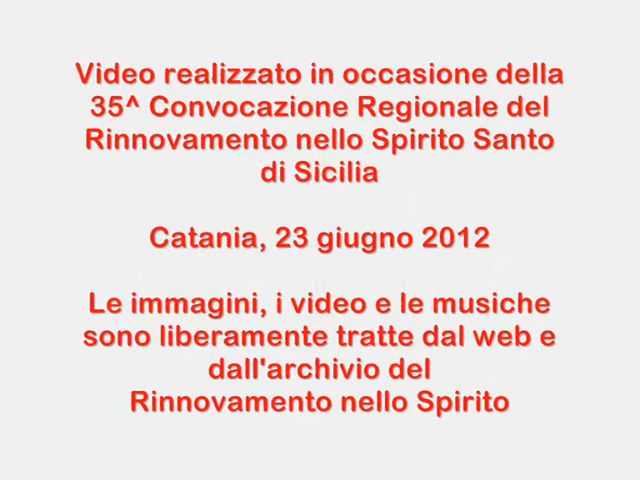 Video realizzato in occasione della
35^ Convocazione Regionale del
Rinnovamento nello Spirito Santo
di Sicilia
Catania, 23 giugno 2012
Le immagini, i video e le musiche
sono liberamente tratte dal web e
dall'archivio del
Rinnovamento nello Spirito